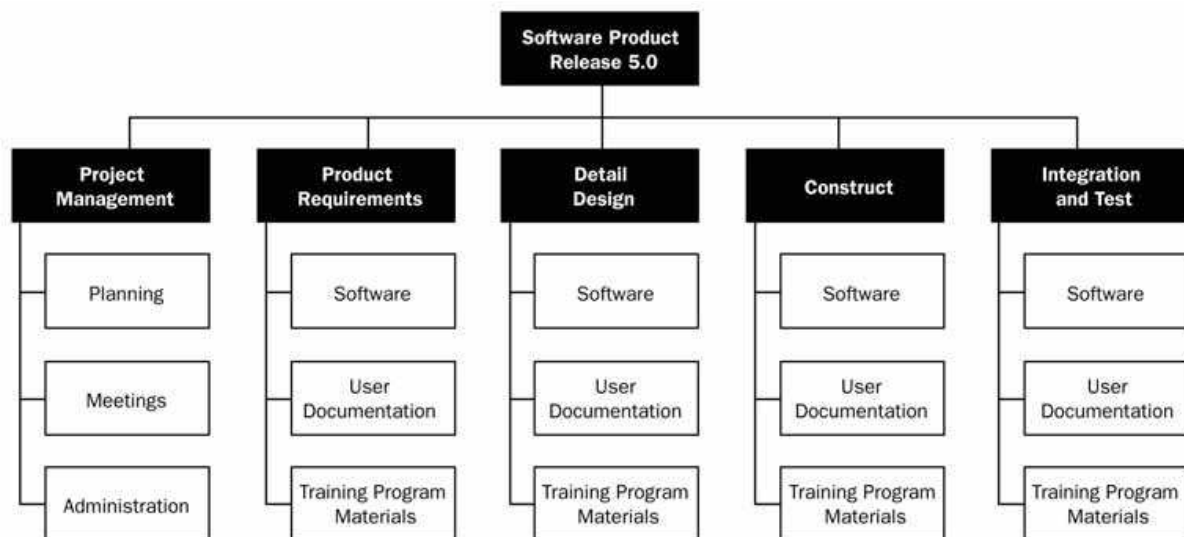 Software Product
Release 5.0
Project
Management
Product
Requirements
Detail
Design
Construct
Integration
and Test
Planning
Software
Software
Software
Software
Meetings
User
Documentation
User
Documentation
User
Documentation
User
Documentation
Administration
Training Program
Materials
Training Program
Materials
Training Program
Materials
Training Program
Materials